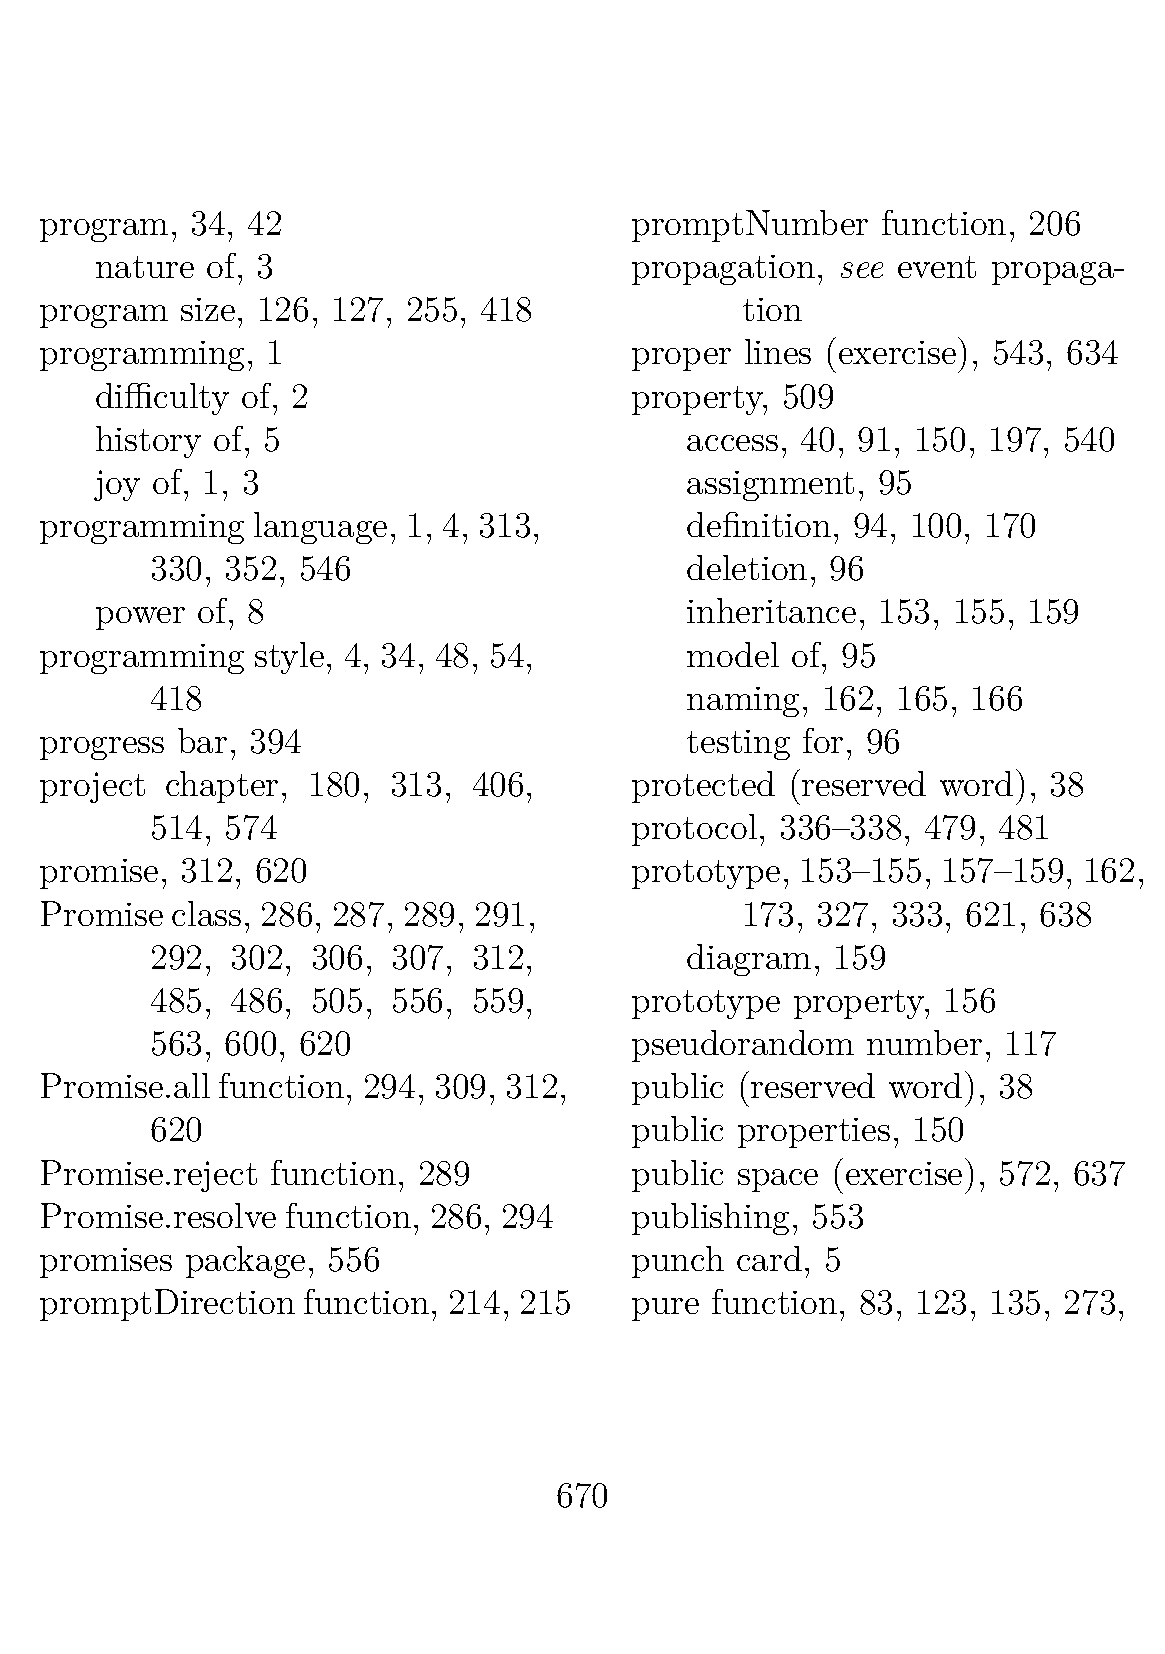 program, 34, 42
nature of, 3
program size, 126, 127, 255, 418
programming, 1
difficulty of, 2
history of, 5
joy of, 1, 3
programming language, 1, 4, 313,
330, 352, 546
power of, 8
programming style, 4, 34, 48, 54,
418
progress bar, 394
project chapter, 180, 313, 406,
514, 574
promise, 312, 620
Promise class, 286, 287, 289, 291,
292, 302, 306, 307, 312,
485, 486, 505, 556, 559,
563, 600, 620
Promise.all function, 294, 309, 312,
620
Promise.reject function, 289
Promise.resolve function, 286, 294
promises package, 556
promptDirection function, 214, 215
promptNumber function, 206
propagation, see event propaga-
tion
proper lines (exercise), 543, 634
property, 509
access, 40, 91, 150, 197, 540
assignment, 95
definition, 94, 100, 170
deletion, 96
inheritance, 153, 155, 159
model of, 95
naming, 162, 165, 166
testing for, 96
protected (reserved word), 38
protocol, 336–338, 479, 481
prototype, 153–155, 157–159, 162,
173, 327, 333, 621, 638
diagram, 159
prototype property, 156
pseudorandom number, 117
public (reserved word), 38
public properties, 150
public space (exercise), 572, 637
publishing, 553
punch card, 5
pure function, 83, 123, 135, 273,
670